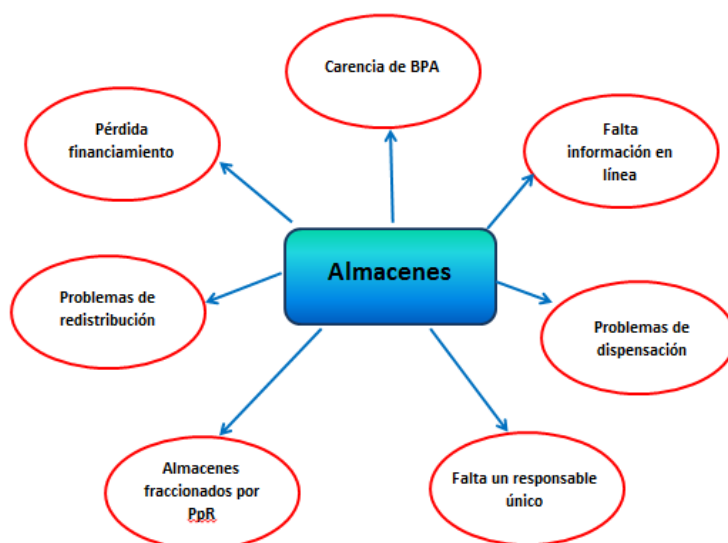 Carencia de BPA
Pérdida
financiamiento
Falta
información en
línea
Almacenes
Problemas de
redistribución
Problemas de
dispensación
Almacenes
fraccionados por
PpR
Falta un responsable
único